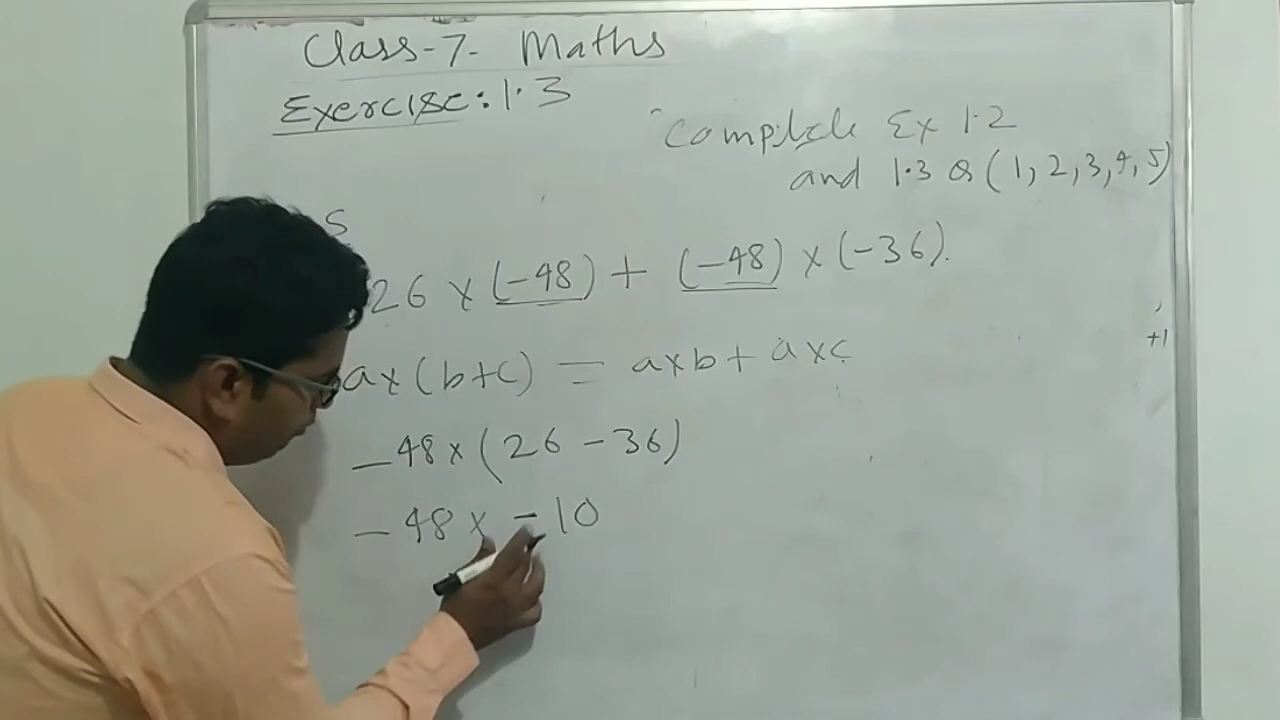 Class-7- Maths
Exercise: 1.3
Complete Ex 1.2
and 1.3 Q (1, 2, 3, 4, 5)
S
26 × (-48) + (-48) × (-36).
a×(b+c) = a×b + a×c
-48×(26-36)
-48× -10
+1